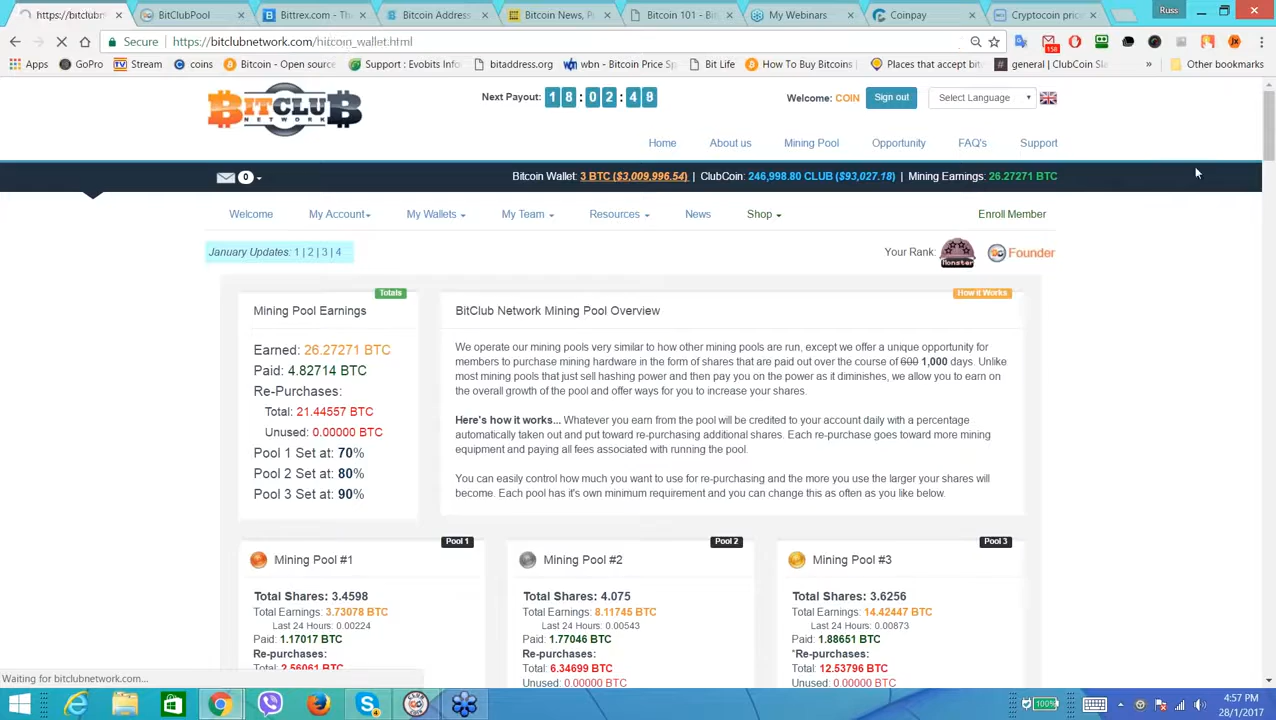 https://bitclubn
BitClubPool
Bittrex.com - The
Bitcoin Address
Bitcoin News, P
Bitcoin 101 - Bi
My Webinars
Coinpay
Cryptocoin price
Russ
Secure
https://bitclubnetwork.com/bitcoin_wallet.html
Apps
GoPro
Stream
coins
Bitcoin - Open source
Support : Evobits Info
bitaddress.org
wbn - Bitcoin Price Sp
Bit Life
How To Buy Bitcoins
Places that accept bit
general | ClubCoin Sla
»
Other bookmarks
158
BITCLUB
NETWORK
Next Payout: 18:02:48
Welcome: COIN
Sign out
Select Language
Home
About us
Mining Pool
Opportunity
FAQ's
Support
0
Bitcoin Wallet: 3 BTC ($3,009,996.54) | ClubCoin: 246,998.80 CLUB ($93,027.18) | Mining Earnings: 26.27271 BTC
Welcome
My Account
My Wallets
My Team
Resources
News
Shop
Enroll Member
January Updates: 1 | 2 | 3 | 4
Your Rank:
Monster
Founder
Totals
Mining Pool Earnings
Earned: 26.27271 BTC
Paid: 4.82714 BTC
Re-Purchases:
Total: 21.44557 BTC
Unused: 0.00000 BTC
Pool 1 Set at: 70%
Pool 2 Set at: 80%
Pool 3 Set at: 90%
How it Works
BitClub Network Mining Pool Overview
We operate our mining pools very similar to how other mining pools are run, except we offer a unique opportunity for
members to purchase mining hardware in the form of shares that are paid out over the course of 600 1,000 days. Unlike
most mining pools that just sell hashing power and then pay you on the power as it diminishes, we allow you to earn on
the overall growth of the pool and offer ways for you to increase your shares.
Here's how it works... Whatever you earn from the pool will be credited to your account daily with a percentage
automatically taken out and put toward re-purchasing additional shares. Each re-purchase goes toward more mining
equipment and paying all fees associated with running the pool.
You can easily control how much you want to use for re-purchasing and the more you use the larger your shares will
become. Each pool has it's own minimum requirement and you can change this as often as you like below.
Pool 1
Mining Pool #1
Total Shares: 3.4598
Total Earnings: 3.73078 BTC
Last 24 Hours: 0.00224
Paid: 1.17017 BTC
Re-purchases:
Total: 2.56061 BTC
Pool 2
Mining Pool #2
Total Shares: 4.075
Total Earnings: 8.11745 BTC
Last 24 Hours: 0.00543
Paid: 1.77046 BTC
Re-purchases:
Total: 6.34699 BTC
Unused: 0.00000 BTC
Pool 3
Mining Pool #3
Total Shares: 3.6256
Total Earnings: 14.42447 BTC
Last 24 Hours: 0.00873
Paid: 1.88651 BTC
*Re-purchases:
Total: 12.53796 BTC
Unused: 0.00000 BTC
Waiting for bitclubnetwork.com...
100%
4:57 PM
28/1/2017